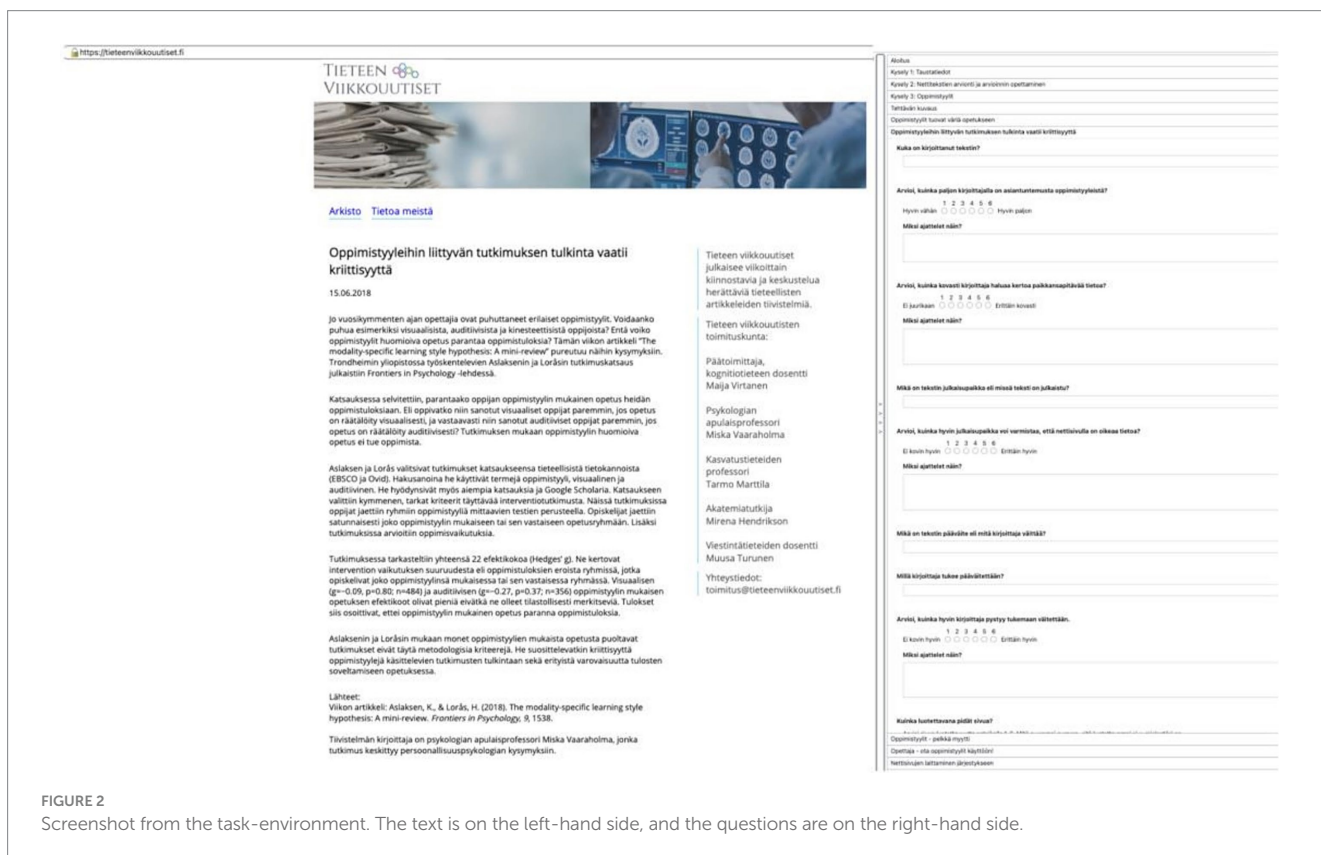 https://tieteenviikkouutiset.fi
TIETEEN
VIIKKOUUTISET
Arkisto Tietoa meistä
Oppimistyyleihin liittyvän tutkimuksen tulkinta vaatii
kriittisyyttä
15.06.2018
Jo vuosikymmenten ajan opettajia ovat puhuttaneet erilaiset oppimistyylit. Voidaanko
puhua esimerkiksi visuaalisista, auditiivisista ja kinesteettisistä oppijoista? Entä voiko
oppimistyylit huomioiva opetus parantaa oppimistuloksia? Tämän viikon artikkeli "The
modality-specific learning style hypothesis: A mini-review" pureutuu näihin kysymyksiin.
Trondheimin yliopistossa työskentelevien Aslaksenin ja Loråsin tutkimuskatsaus
julkaistiin Frontiers in Psychology -lehdessä.
Katsauksessa selvitettiin, parantaako oppijan oppimistyylin mukainen opetus heidän
oppimistuloksiaan. Eli oppivatko niin sanotut visuaaliset oppijat paremmin, jos opetus
on räätälöity visuaalisesti, ja vastaavasti niin sanotut auditiiviset oppijat paremmin, jos
opetus on räätälöity auditiivisesti? Tutkimuksen mukaan oppimistyylin huomioiva
opetus ei tue oppimista.
Aslaksen ja Lorås valitsivat tutkimukset katsaukseensa tieteellisistä tietokannoista
(EBSCO ja Ovid). Hakusanoina he käyttivät termejä oppimistyyli, visuaalinen ja
auditiivinen. He hyödynsivät myös aiempia katsauksia ja Google Scholaria. Katsaukseen
valittiin kymmenen, tarkat kriteerit täyttävää interventiotutkimusta. Näissä tutkimuksissa
oppijat jaettiin ryhmiin oppimistyyliä mittaavien testien perusteella. Opiskelijat jaettiin
satunnaisesti joko oppimistyylin mukaiseen tai sen vastaiseen opetusryhmään. Lisäksi
tutkimuksissa arvioitiin oppimisvaikutuksia.
Tutkimuksessa tarkasteltiin yhteensä 22 efektikokoa (Hedges' g). Ne kertovat
intervention vaikutuksen suuruudesta eli oppimistuloksien eroista ryhmissä, jotka
opiskelivat joko oppimistyylinsä mukaisessa tai sen vastaisessa ryhmässä. Visuaalisen
(g=−0.09, p=0.80; n=484) ja auditiivisen (g=−0.27, p=0.37; n=356) oppimistyylin mukaisen
opetuksen efektikoot olivat pieniä eivätkä ne olleet tilastollisesti merkitseviä. Tulokset
siis osoittivat, ettei oppimistyylin mukainen opetus paranna oppimistuloksia.
Aslaksenin ja Loråsin mukaan monet oppimistyylien mukaista opetusta puoltavat
tutkimukset eivät täytä metodologisia kriteerejä. He suosittelevatkin kriittisyyttä
oppimistyylejä käsittelevien tutkimusten tulkintaan sekä erityistä varovaisuutta tulosten
soveltamiseen opetuksessa.
Lähteet:
Viikon artikkeli: Aslaksen, K., & Lorås, H. (2018). The modality-specific learning style
hypothesis: A mini-review. Frontiers in Psychology, 9, 1538.
Tiivistelmän kirjoittaja on psykologian apulaisprofessori Miska Vaaraholma, jonka
tutkimus keskittyy persoonallisuuspsykologian kysymyksiin.
Tieteen viikkouutiset
julkaisee viikoittain
kiinnostavia ja keskustelua
herättäviä tieteellisten
artikkeleiden tiivistelmiä.
Tieteen viikkouutisten
toimituskunta:
Päätoimittaja,
kognitiotieteen dosentti
Maija Virtanen
Psykologian
apulaisprofessori
Miska Vaaraholma
Kasvatustieteiden
professori
Tarmo Marttila
Akatemiatutkija
Mirena Hendrikson
Viestintätieteiden dosentti
Muusa Turunen
Yhteystiedot:
toimitus@tieteenviikkouutiset.fi
Aloitus
Kysely 1: Taustatiedot
Kysely 2: Nettitekstien arviointi ja arvioinnin opettaminen
Kysely 3: Oppimistyylit
Tehtävän kuvaus
Oppimistyylit tuovat väriä opetukseen
Oppimistyyleihin liittyvän tutkimuksen tulkinta vaatii kriittisyyttä
Kuka on kirjoittanut tekstin?
Arvioi, kuinka paljon kirjoittajalla on asiantuntemusta oppimistyyleistä?
1 2 3 4 5 6
Hyvin vähän Hyvin paljon
Miksi ajattelet näin?
Arvioi, kuinka kovasti kirjoittaja haluaa kertoa paikkansapitävää tietoa?
1 2 3 4 5 6
Ei juurikaan Erittäin kovasti
Miksi ajattelet näin?
Mikä on tekstin julkaisupaikka eli missä teksti on julkaistu?
Arvioi, kuinka hyvin julkaisupaikka voi varmistaa, että nettisivulla on oikeaa tietoa?
1 2 3 4 5 6
Ei kovin hyvin Erittäin hyvin
Miksi ajattelet näin?
Mikä on tekstin pääväite eli mitä kirjoittaja väittää?
Millä kirjoittaja tukee pääväitettään?
Arvioi, kuinka hyvin kirjoittaja pystyy tukemaan väitettään.
1 2 3 4 5 6
Ei kovin hyvin Erittäin hyvin
Miksi ajattelet näin?
Kuinka luotettavana pidät sivua?
Oppimistyylit - pelkkä myytti
Opettaja - ota oppimistyylit käyttöön!
Nettisivujen laittaminen järjestykseen
FIGURE 2
Screenshot from the task-environment. The text is on the left-hand side, and the questions are on the right-hand side.